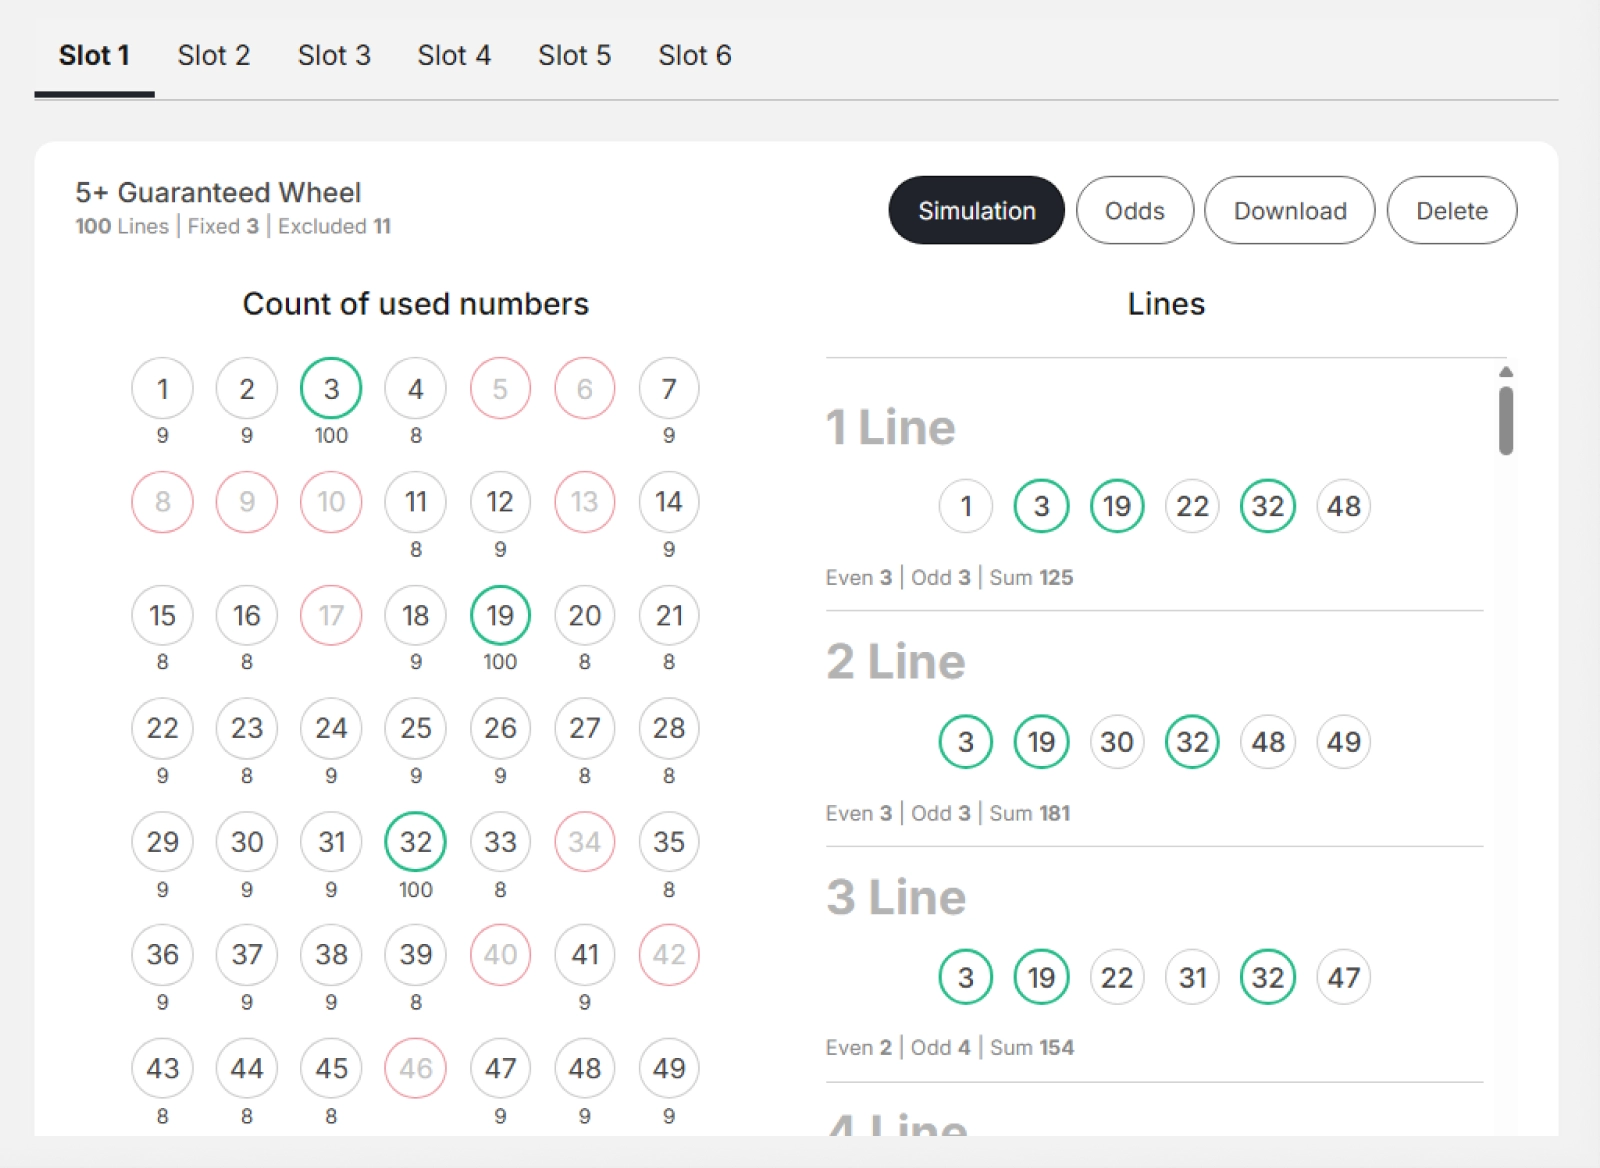 Slot 1 Slot 2 Slot 3 Slot 4 Slot 5 Slot 6
5+ Guaranteed Wheel
100 Lines | Fixed 3 | Excluded 11
Simulation Odds Download Delete
Count of used numbers
1 2 3 4 5 6 7
9 9 100 8 9
8 9 10 11 12 13 14
8 9 9
15 16 17 18 19 20 21
8 8 9 100 8 8
22 23 24 25 26 27 28
9 8 9 9 9 8 8
29 30 31 32 33 34 35
9 9 9 100 8 8
36 37 38 39 40 41 42
9 9 9 8 9
43 44 45 46 47 48 49
8 8 8 9 9 9
Lines
1 Line
1 3 19 22 32 48
Even 3 | Odd 3 | Sum 125
2 Line
3 19 30 32 48 49
Even 3 | Odd 3 | Sum 181
3 Line
3 19 22 31 32 47
Even 2 | Odd 4 | Sum 154
4 Line